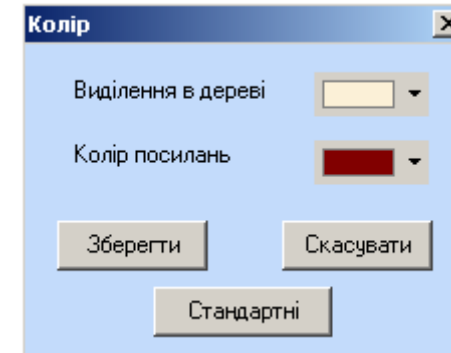 Колір
Виділення в дереві
Колір посилань
Зберегти
Скасувати
Стандартні